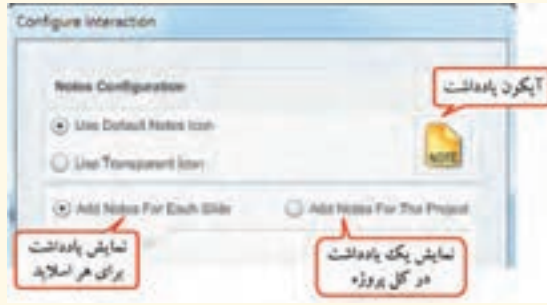 Configure Interaction
Notes Configuration
آیکون یادداشت
Use Default Notes Icon
NOTE
Use Transparent Icon
Add Notes For Each Slide
Add Notes For The Project
نمایش یادداشت
برای هر اسلاید
نمایش یک یادداشت
در کل پروژه